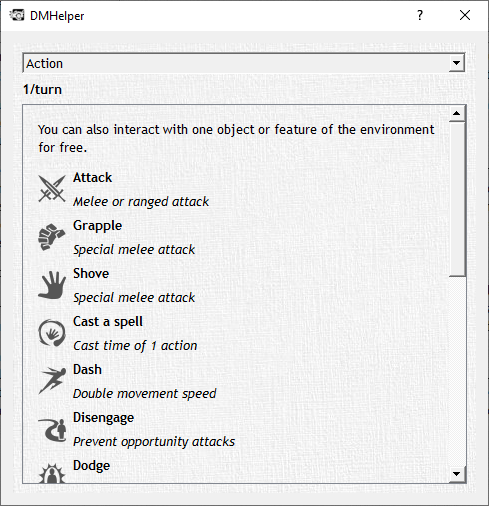 DMHelper
?
Action
1/turn
You can also interact with one object or feature of the environment
for free.
Attack
Melee or ranged attack
Grapple
Special melee attack
Shove
Special melee attack
Cast a spell
Cast time of 1 action
Dash
Double movement speed
Disengage
Prevent opportunity attacks
Dodge